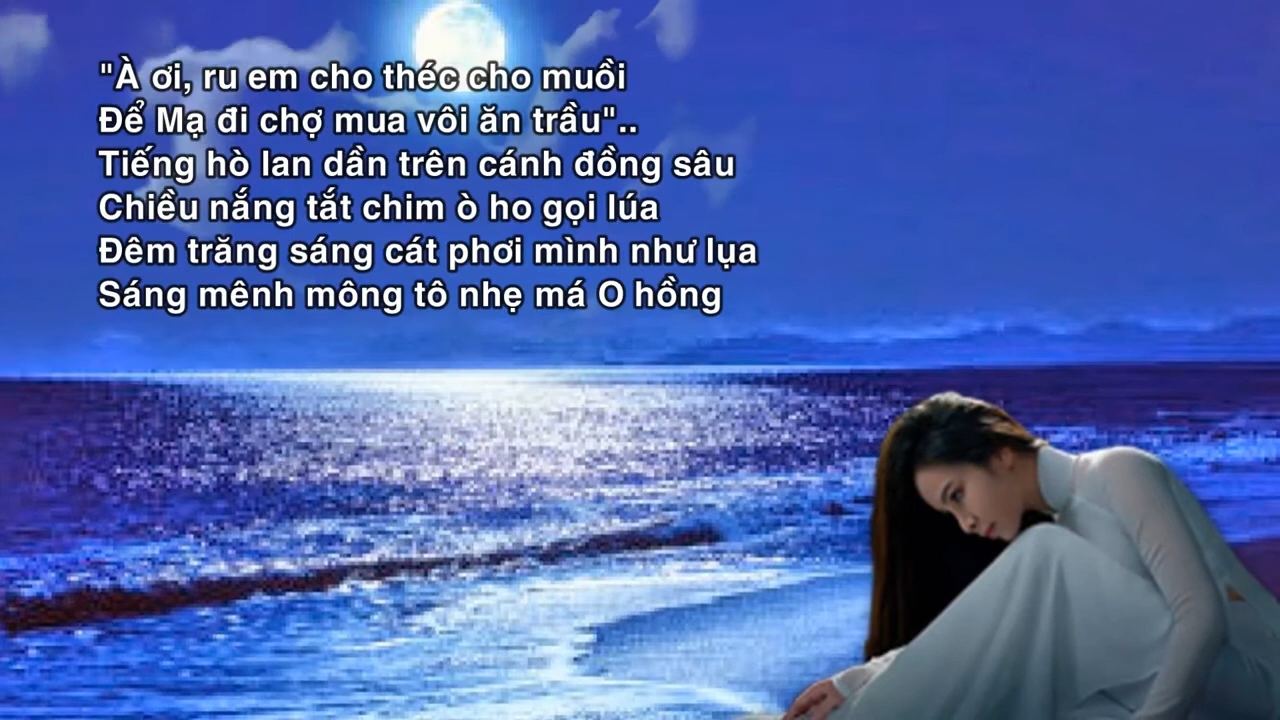 "À ơi, ru em cho théc cho muồi
Để Mạ đi chợ mua vôi ăn trầu"..
Tiếng hò lan dần trên cánh đồng sâu
Chiều nắng tắt chim ò ho gọi lúa
Đêm trăng sáng cát phơi mình như lụa
Sáng mênh mông tô nhẹ má O hồng